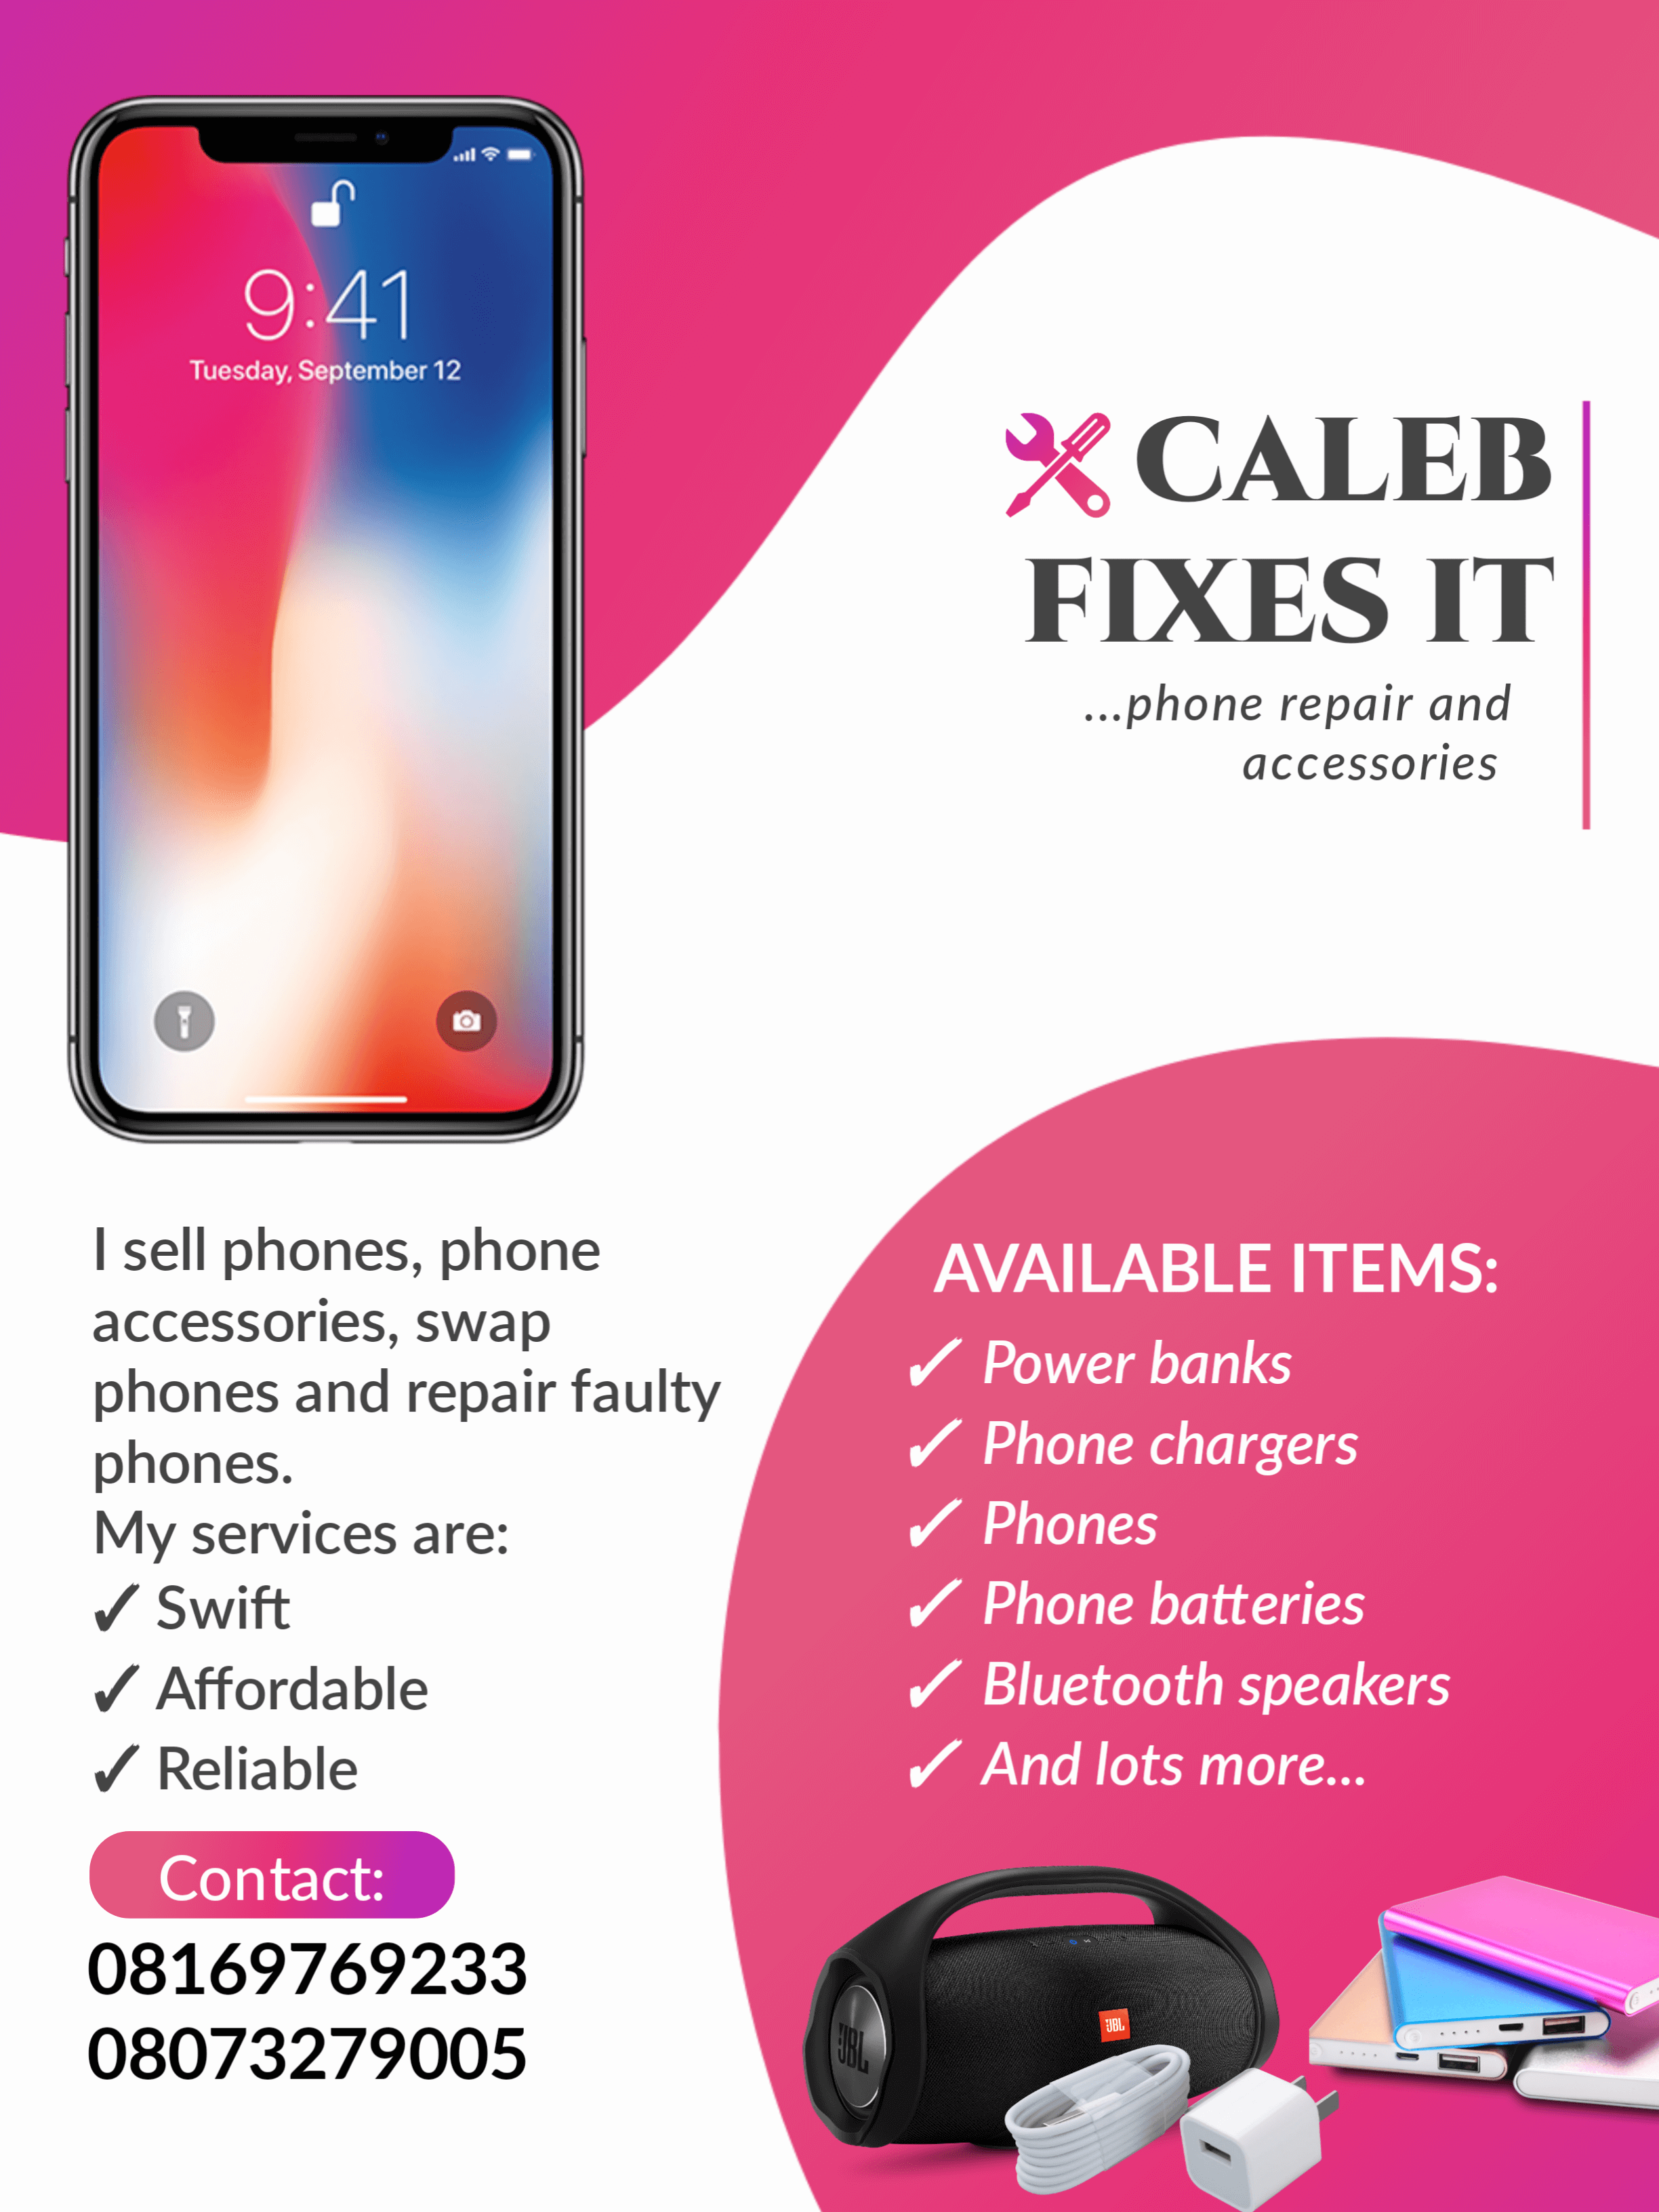 9:41
Tuesday, September 12
CALEB
FIXES IT
...phone repair and
accessories
I sell phones, phone
accessories, swap
phones and repair faulty
phones.
My services are:
✓ Swift
✓ Affordable
✓ Reliable
Contact:
08169769233
08073279005
AVAILABLE ITEMS:
✓ Power banks
✓ Phone chargers
✓ Phones
✓ Phone batteries
✓ Bluetooth speakers
✓ And lots more...
JBL
JBL